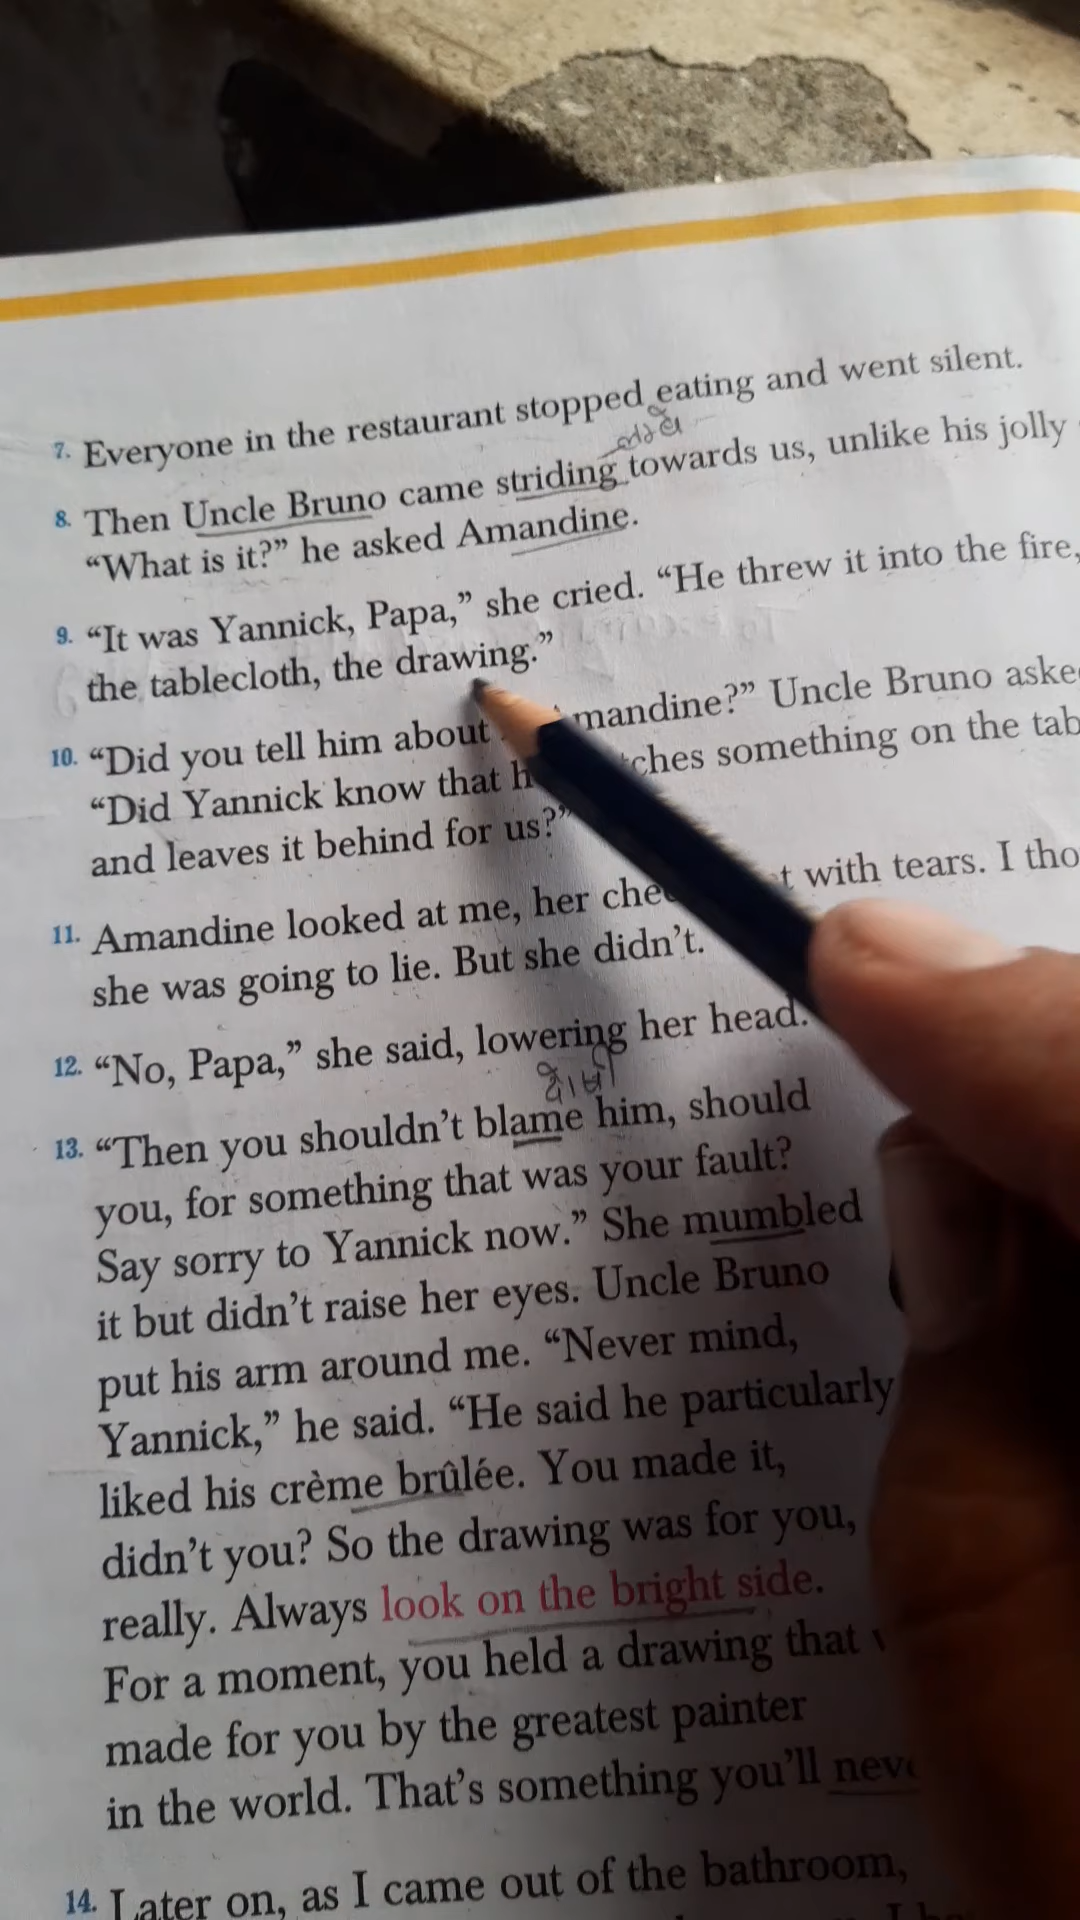 7. Everyone in the restaurant stopped eating and went silent.
8. Then Uncle Bruno came striding towards us, unlike his jolly
“What is it?” he asked Amandine.
9. “It was Yannick, Papa,” she cried. “He threw it into the fire,
the tablecloth, the drawing.”
10. “Did you tell him about mandine?” Uncle Bruno aske
“Did Yannick know that h ches something on the tab
and leaves it behind for us?”
11. Amandine looked at me, her che t with tears. I tho
she was going to lie. But she didn’t.
12. “No, Papa,” she said, lowering her head.
13. “Then you shouldn’t blame him, should
you, for something that was your fault?
Say sorry to Yannick now.” She mumbled
it but didn’t raise her eyes. Uncle Bruno
put his arm around me. “Never mind,
Yannick,” he said. “He said he particularly
liked his crème brûlée. You made it,
didn’t you? So the drawing was for you,
really. Always look on the bright side.
For a moment, you held a drawing that
made for you by the greatest painter
in the world. That’s something you’ll neve
14. Later on, as I came out of the bathroom,